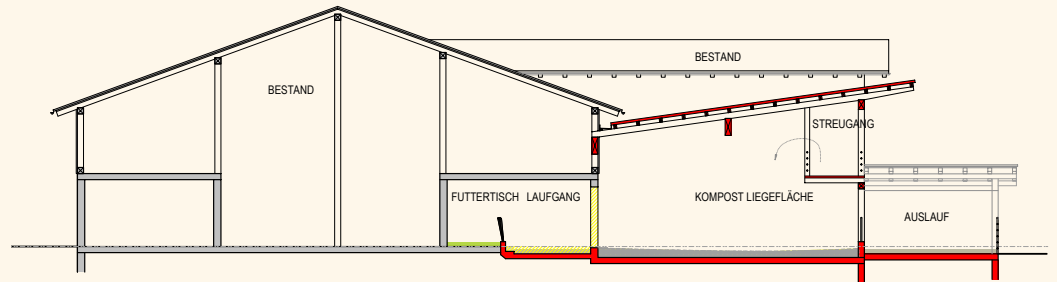 BESTAND
BESTAND
STREUGANG
FUTTERTISCH LAUFGANG
KOMPOST LIEGEFLÄCHE
AUSLAUF